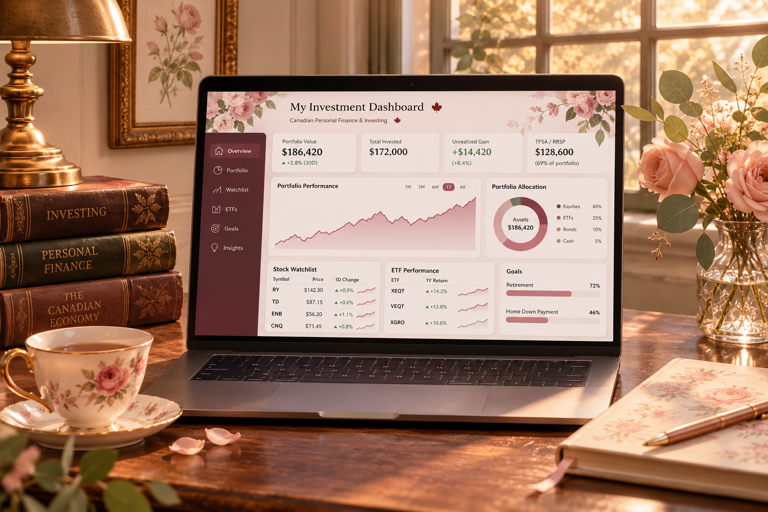 INVESTING
PERSONAL
FINANCE
THE
CANADIAN
ECONOMY
My Investment Dashboard
Canadian Personal Finance & Investing
Overview
Portfolio
Watchlist
ETFs
Goals
Insights
Portfolio Value
$186,420
▲ +2.8% (30D)
Total Invested
$172,000
Unrealized Gain
+$14,420
(+8.4%)
TFSA / RRSP
$128,600
(69% of portfolio)
Portfolio Performance
1M 3M 6M 1Y All
Portfolio Allocation
Assets
$186,420
Equities 60%
ETFs 25%
Bonds 10%
Cash 5%
Stock Watchlist
Symbol Price 1D Change
RY $142.30 ▲ +0.9%
TD $87.15 ▲ +0.6%
ENB $56.20 ▲ +1.1%
CNQ $71.45 ▲ +0.8%
ETF Performance
ETF 1Y Return
XEQT ▲ +14.2%
VEQT ▲ +13.8%
XGRO ▲ +10.6%
Goals
Retirement 72%
Home Down Payment 46%